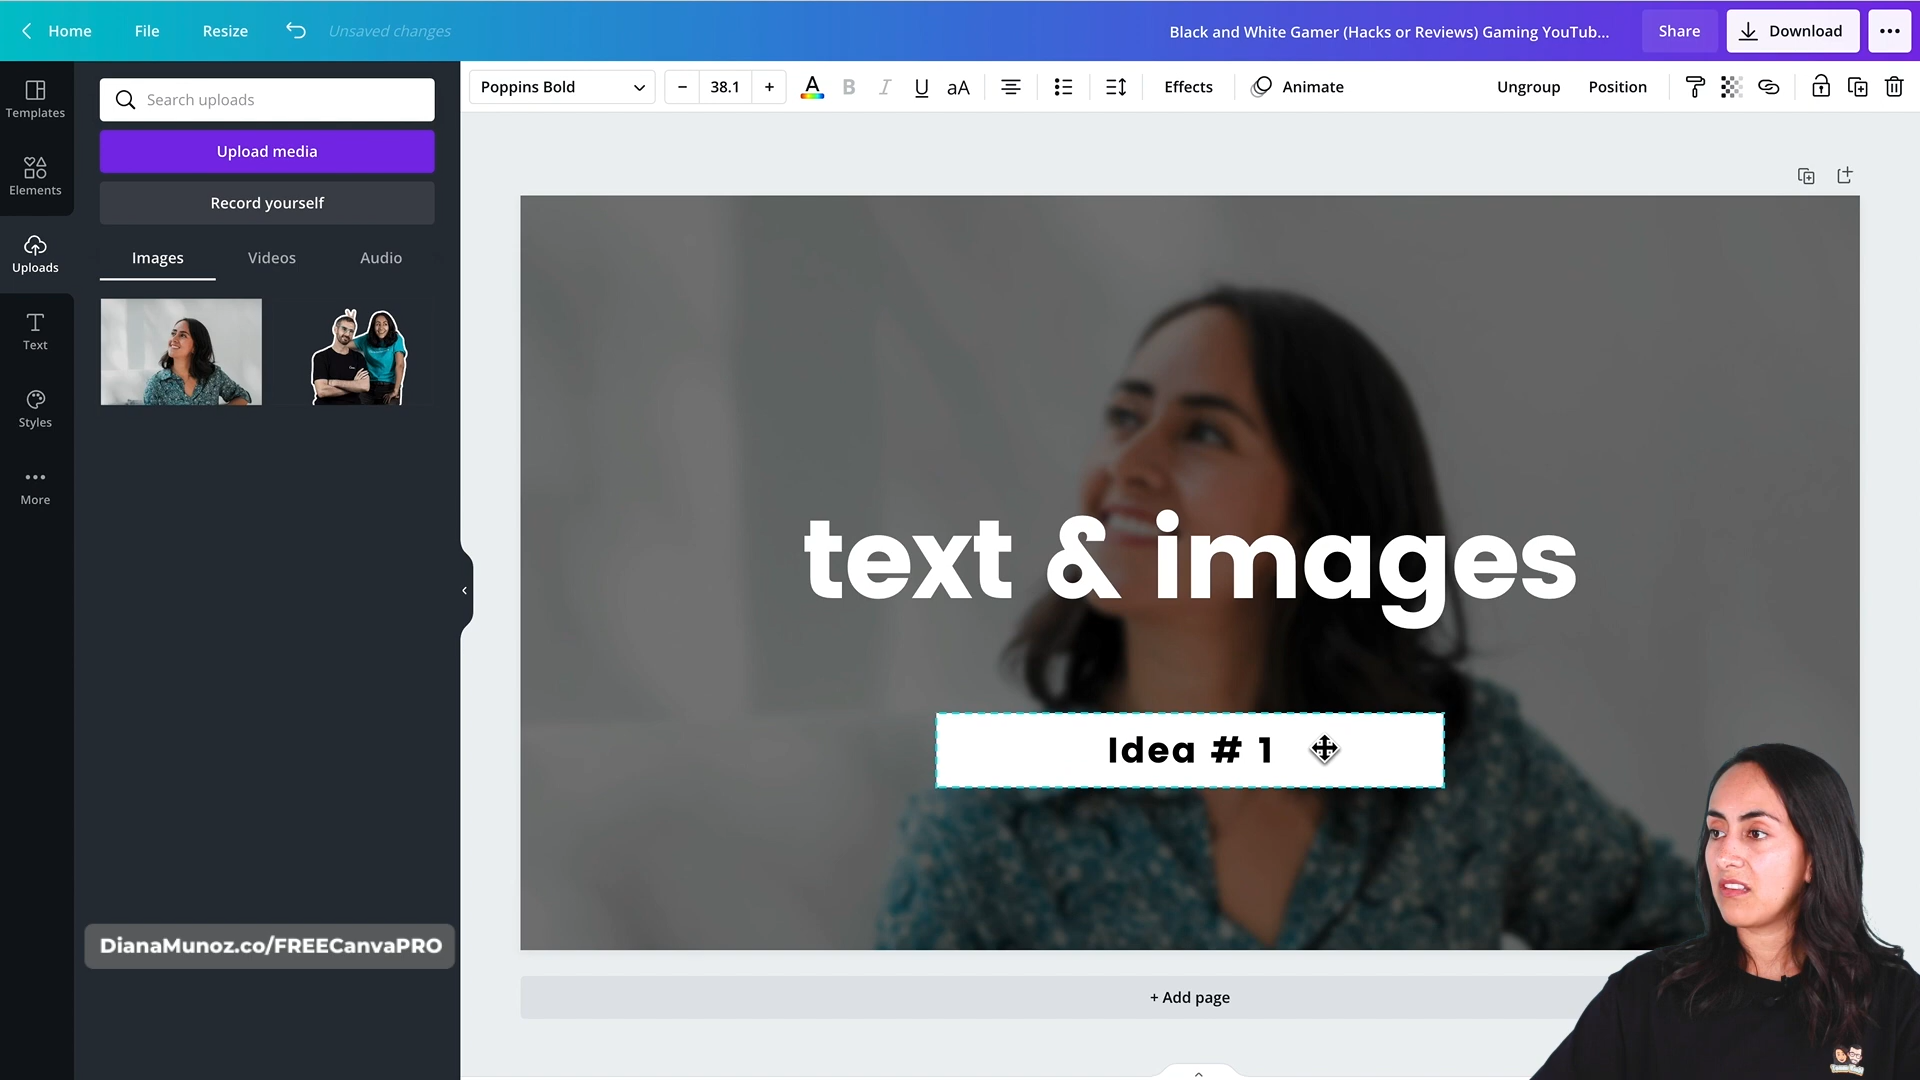 Home File Resize Unsaved changes Black and White Gamer (Hacks or Reviews) Gaming YouTub... Share Download
Templates
Elements
Uploads
Text
Styles
More
Search uploads
Upload media
Record yourself
Images Videos Audio
DianaMunoz.co/FREECanvaPRO
Poppins Bold 38.1 A B I U aA Effects Animate Ungroup Position
text & images
Idea # 1
+ Add page